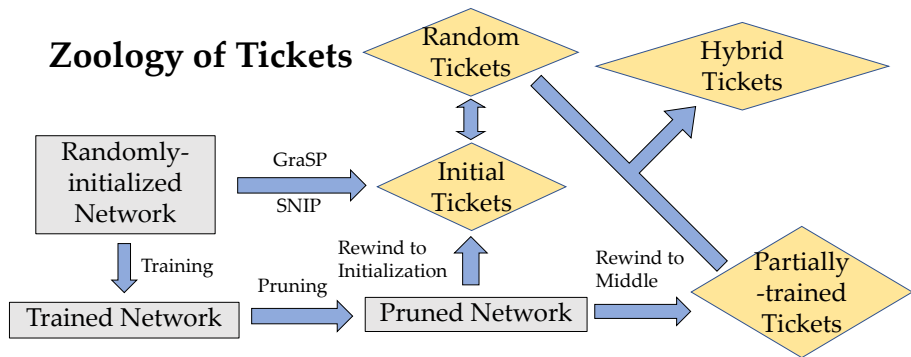 Zoology of Tickets
Random
Tickets
Hybrid
Tickets
Randomly-
initialized
Network
GraSP
SNIP
Initial
Tickets
Training
Rewind to
Initialization
Pruning
Trained Network
Pruned Network
Rewind to
Middle
Partially
-trained
Tickets